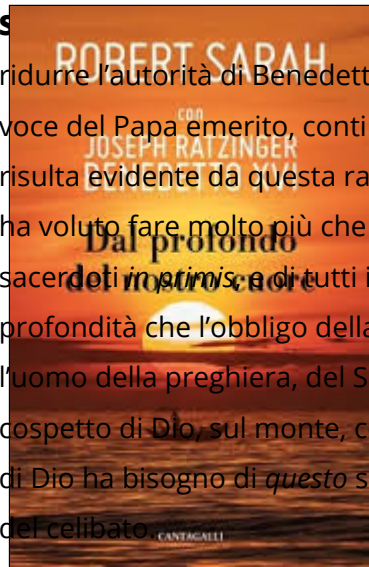 ROBERT SARAH
ridurre l’autorità di Benedett
con
voce del Papa emerito, conti
JOSEPH RATZINGER
BENEDETTO XVI
risulta evidente da questa ra
ha voluto fare molto più che
Dal profondo
del nostro cuore
sacerdoti in primis, e di tutti i
profondità che l’obbligo della
l’uomo della preghiera, del S
cospetto di Dio, sul monte, c
di Dio ha bisogno di questo s
del celibato.
CANTAGALLI